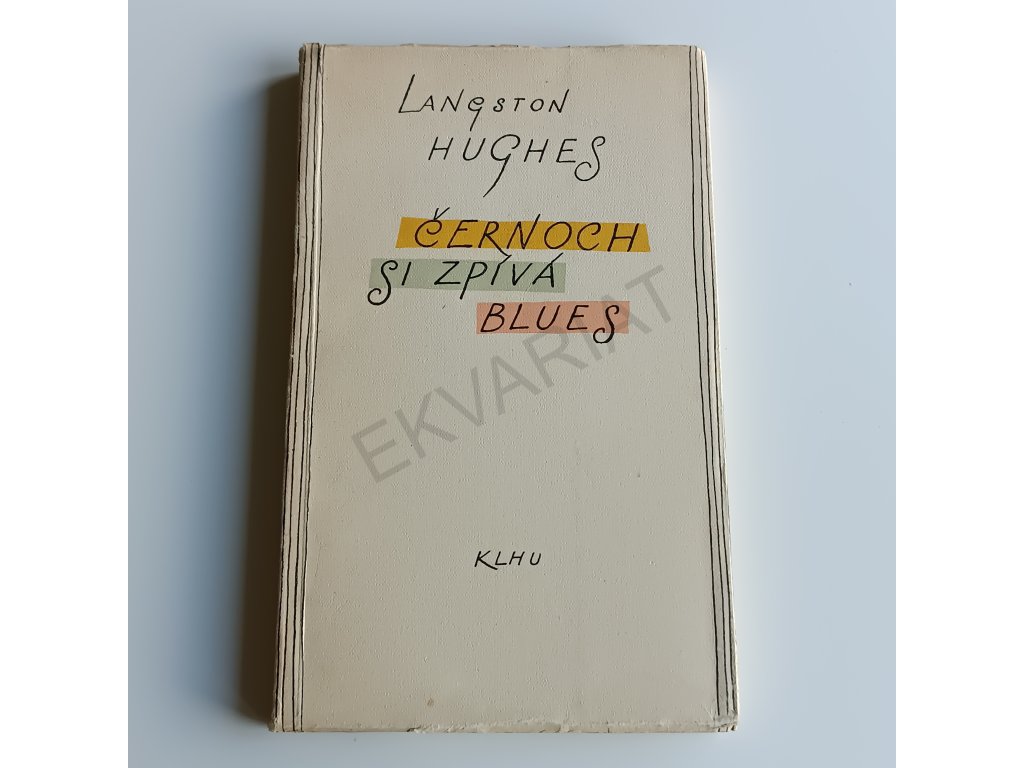 LANGSTON
HUGHES
ČERNOCH
SI ZPÍVÁ
BLUES
EKVARIAT
KLHU